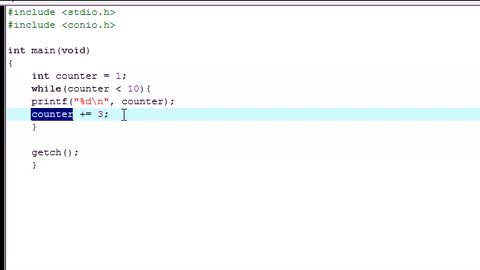 #include <stdio.h>
#include <conio.h>
int main(void)
{
int counter = 1;
while(counter < 10){
printf("%d\n", counter);
counter += 3;
}
getch();
}